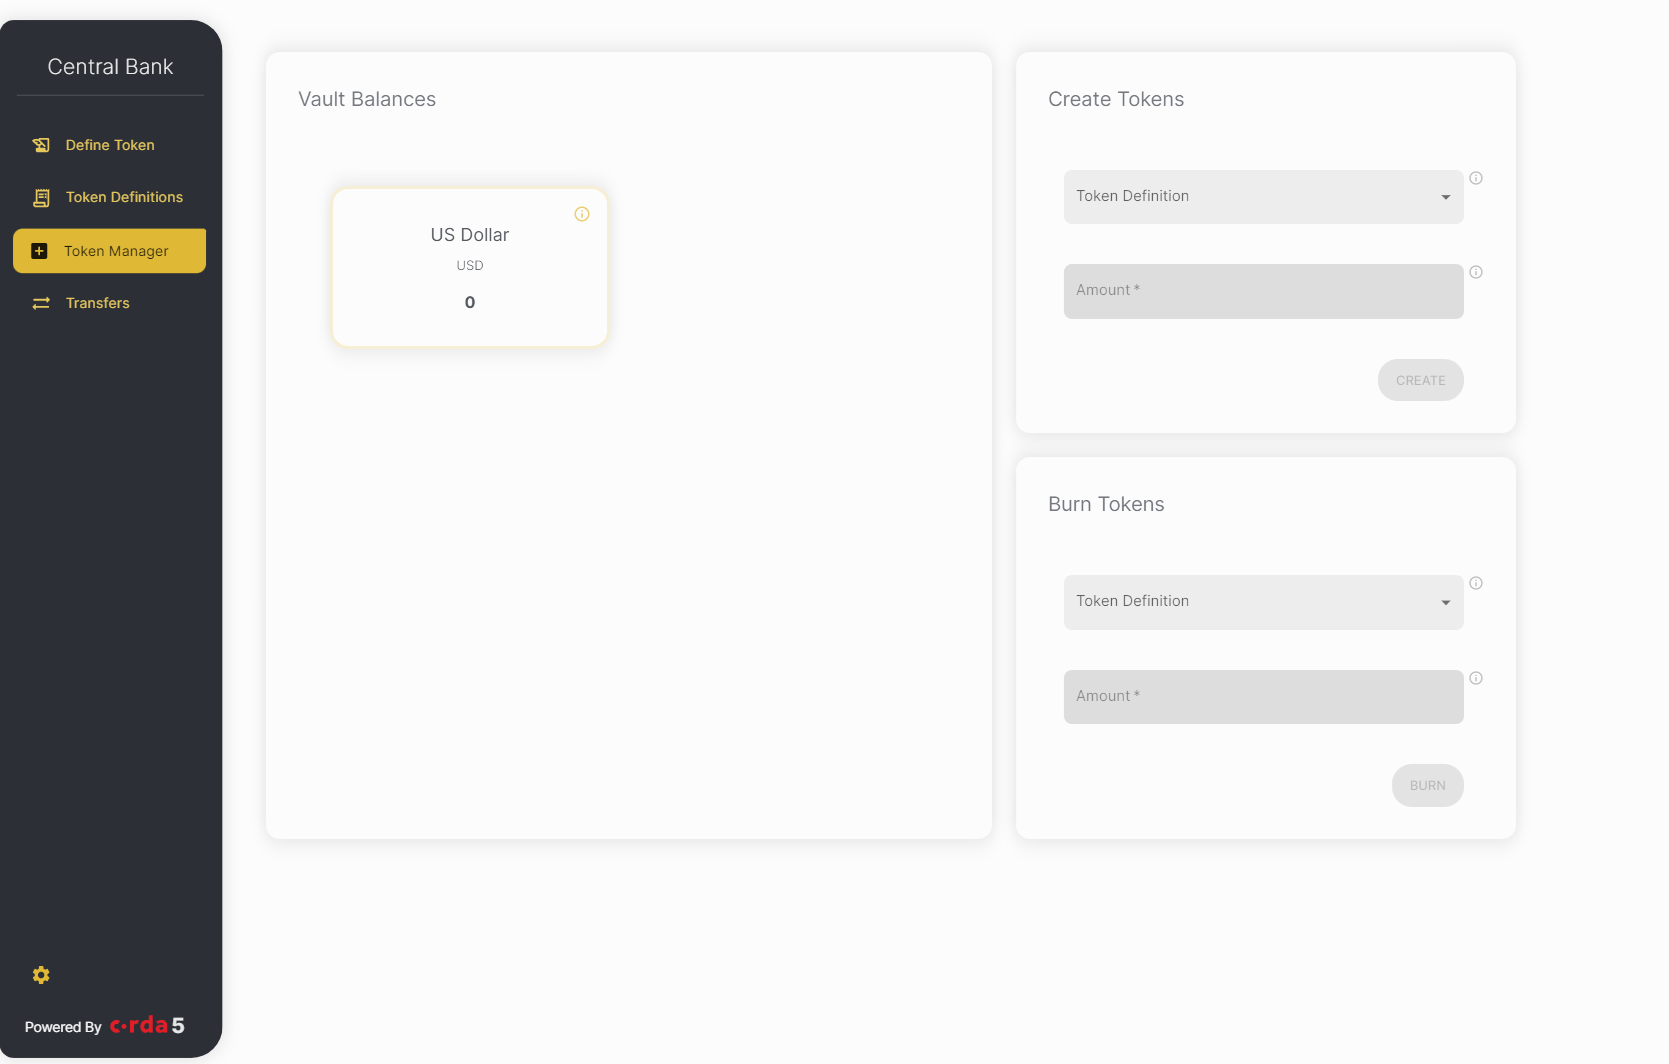 Central Bank
Define Token
Token Definitions
Token Manager
Transfers
Powered By c·rda 5
Vault Balances
US Dollar
USD
0
Create Tokens
Token Definition
Amount *
CREATE
Burn Tokens
Token Definition
Amount *
BURN